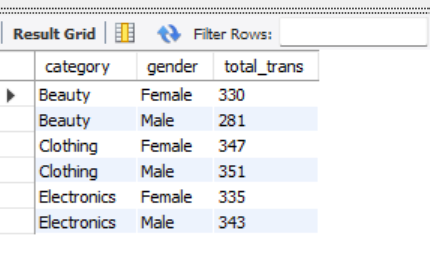 Result Grid Filter Rows:
category gender total_trans
Beauty Female 330
Beauty Male 281
Clothing Female 347
Clothing Male 351
Electronics Female 335
Electronics Male 343